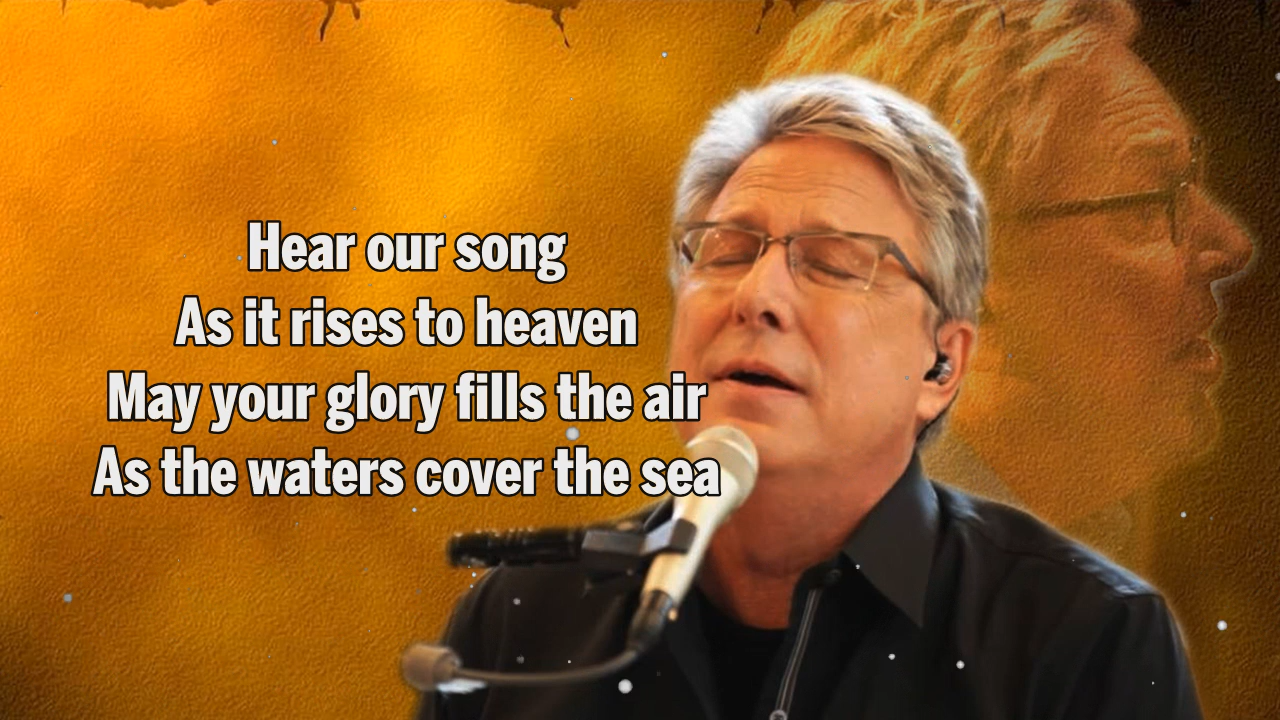 Hear our song
As it rises to heaven
May your glory fills the air
As the waters cover the sea